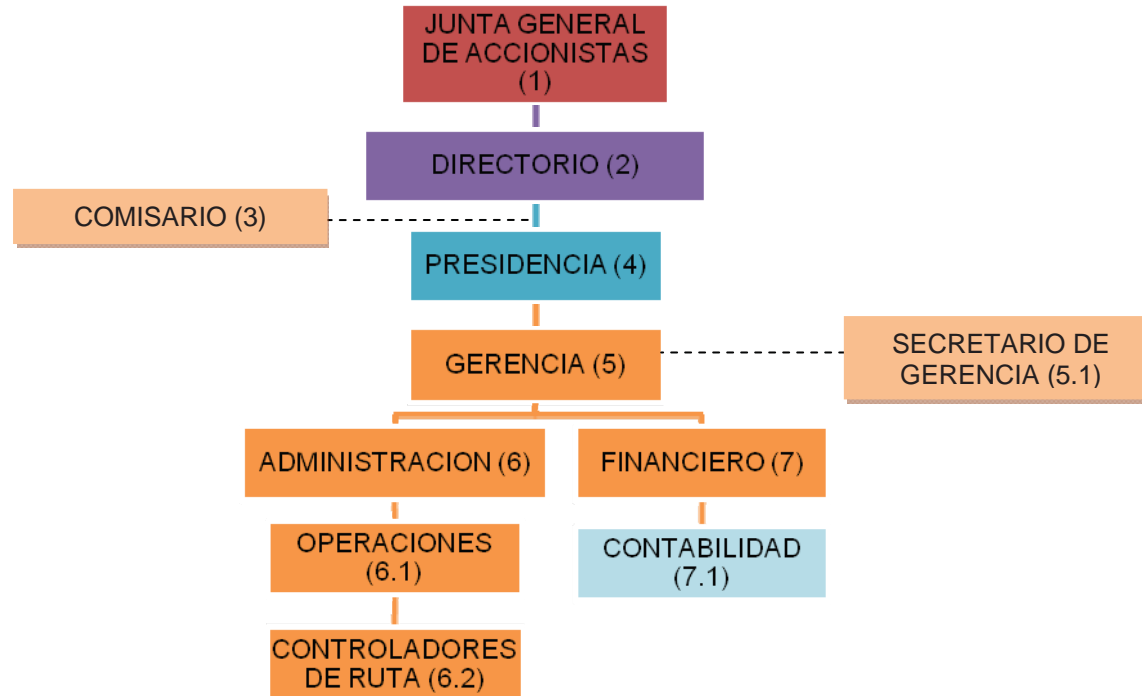 JUNTA GENERAL
DE ACCIONISTAS
(1)
DIRECTORIO (2)
COMISARIO (3)
PRESIDENCIA (4)
GERENCIA (5)
SECRETARIO DE
GERENCIA (5.1)
ADMINISTRACION (6)
FINANCIERO (7)
OPERACIONES
(6.1)
CONTABILIDAD
(7.1)
CONTROLADORES
DE RUTA (6.2)